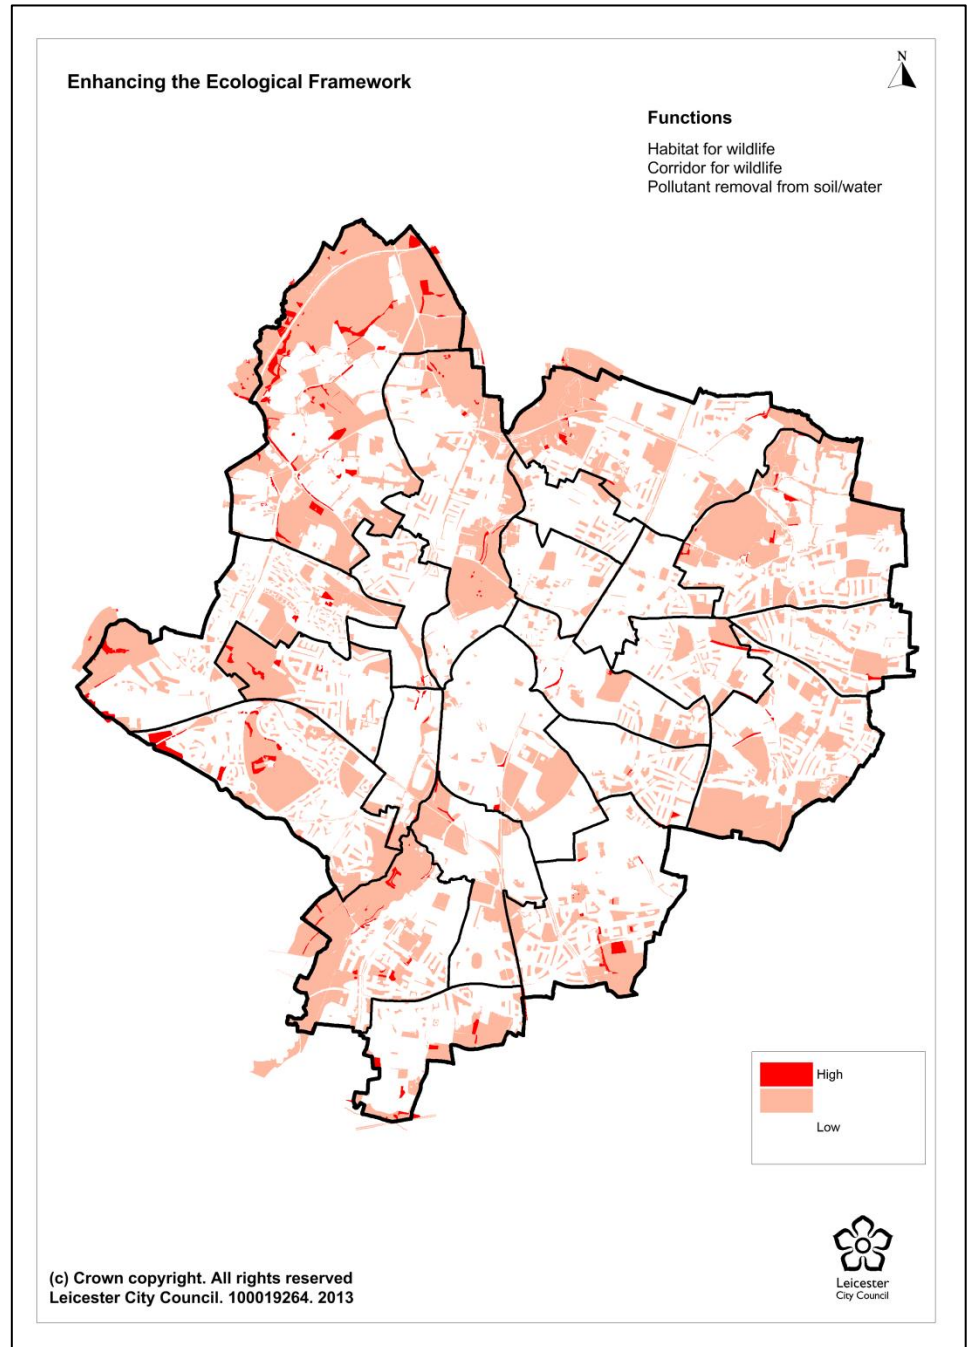 Enhancing the Ecological Framework
N
Functions
Habitat for wildlife
Corridor for wildlife
Pollutant removal from soil/water
High
Low
(c) Crown copyright. All rights reserved
Leicester City Council. 100019264. 2013
Leicester
City Council